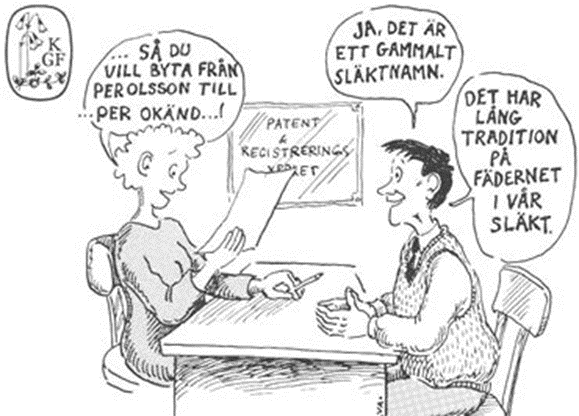 K
GF
... SÅ DU
VILL BYTA FRÅN
PER OLSSON TILL
...PER OKÄND...!
JA, DET ÄR
ETT GAMMALT
SLÄKTNAMN.
DET HAR
LÅNG
TRADITION
PÅ
FÄDERNET
I VÅR
SLÄKT.
PATENT
&
REGISTRERINGS
VERKET